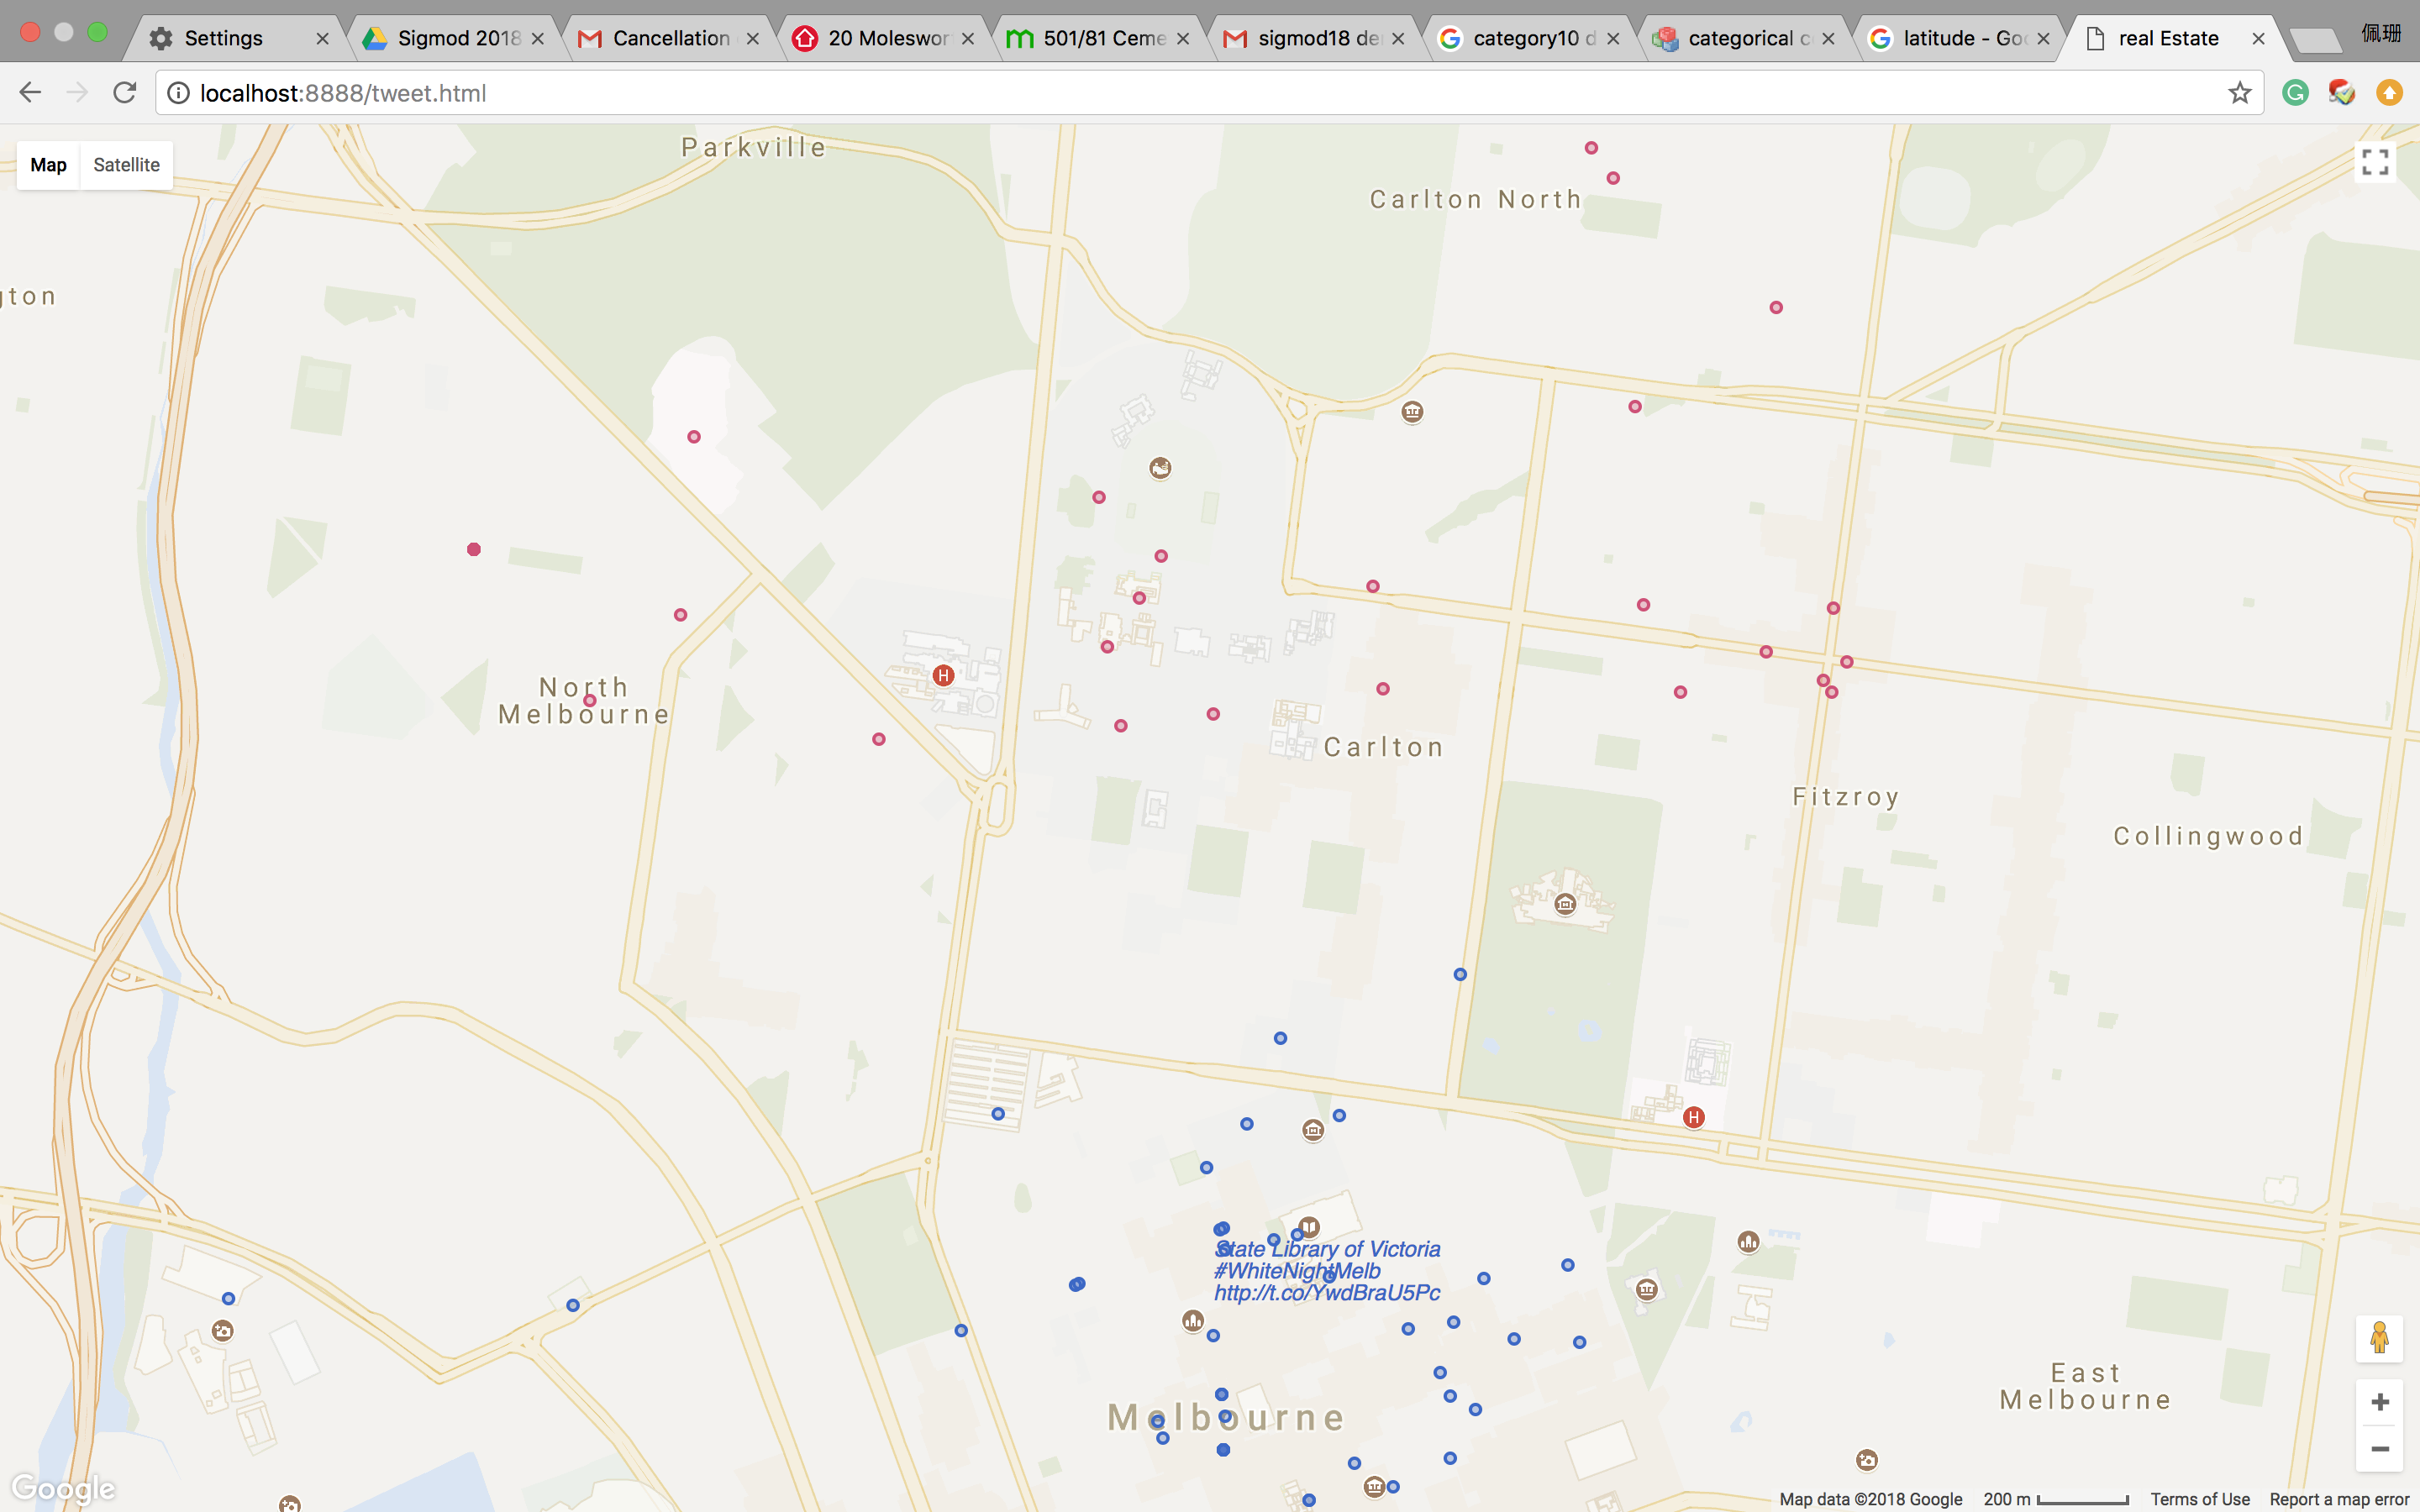 Settings
Sigmod 2018
Cancellation
20 Moleswor
501/81 Ceme
sigmod18 de
category10 d
categorical c
latitude - Goo
real Estate
佩珊
localhost:8888/tweet.html
Map
Satellite
Parkville
Carlton North
gton
North
Melbourne
H
Carlton
Fitzroy
Collingwood
H
State Library of Victoria
#WhiteNightMelb
http://t.co/YwdBraU5Pc
East
Melbourne
Melbourne
Google
Map data ©2018 Google
200 m
Terms of Use
Report a map error